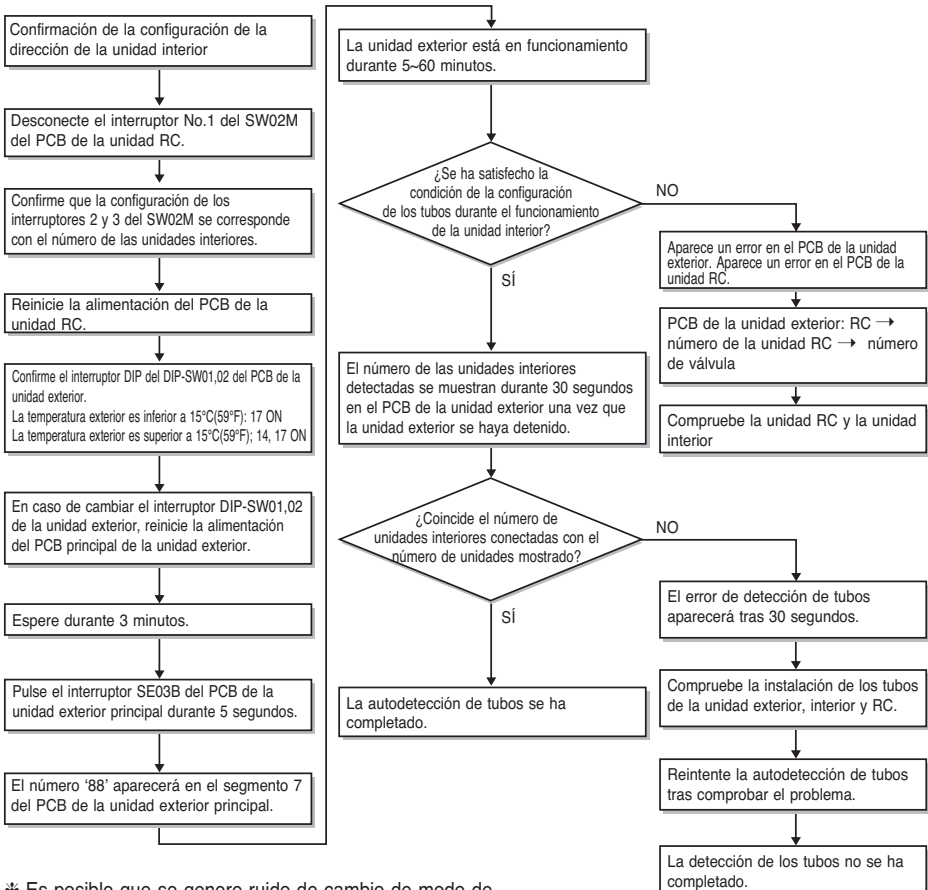 Confirmación de la configuración de la
dirección de la unidad interior
Desconecte el interruptor No.1 del SW02M
del PCB de la unidad RC.
Confirme que la configuración de los
interruptores 2 y 3 del SW02M se corresponde
con el número de las unidades interiores.
Reinicie la alimentación del PCB de la
unidad RC.
Confirme el interruptor DIP del DIP-SW01,02 del PCB de la
unidad exterior.
La temperatura exterior es inferior a 15°C(59°F): 17 ON
La temperatura exterior es superior a 15°C(59°F); 14, 17 ON
En caso de cambiar el interruptor DIP-SW01,02
de la unidad exterior, reinicie la alimentación
del PCB principal de la unidad exterior.
Espere durante 3 minutos.
Pulse el interruptor SE03B del PCB de la
unidad exterior principal durante 5 segundos.
El número ‘88’ aparecerá en el segmento 7
del PCB de la unidad exterior principal.
La unidad exterior está en funcionamiento
durante 5~60 minutos.
¿Se ha satisfecho la
condición de la configuración
de los tubos durante el funcionamiento
de la unidad interior?
NO
SÍ
Aparece un error en el PCB de la unidad
exterior. Aparece un error en el PCB de la
unidad RC.
PCB de la unidad exterior: RC →
número de la unidad RC → número
de válvula
Compruebe la unidad RC y la unidad
interior
El número de las unidades interiores
detectadas se muestran durante 30 segundos
en el PCB de la unidad exterior una vez que
la unidad exterior se haya detenido.
¿Coincide el número de
unidades interiores conectadas con el
número de unidades mostrado?
NO
SÍ
La autodetección de tubos se ha
completado.
El error de detección de tubos
aparecerá tras 30 segundos.
Compruebe la instalación de los tubos
de la unidad exterior, interior y RC.
Reintente la autodetección de tubos
tras comprobar el problema.
La detección de los tubos no se ha
completado.
❈ Es posible que se genere ruido de cambio de modo de